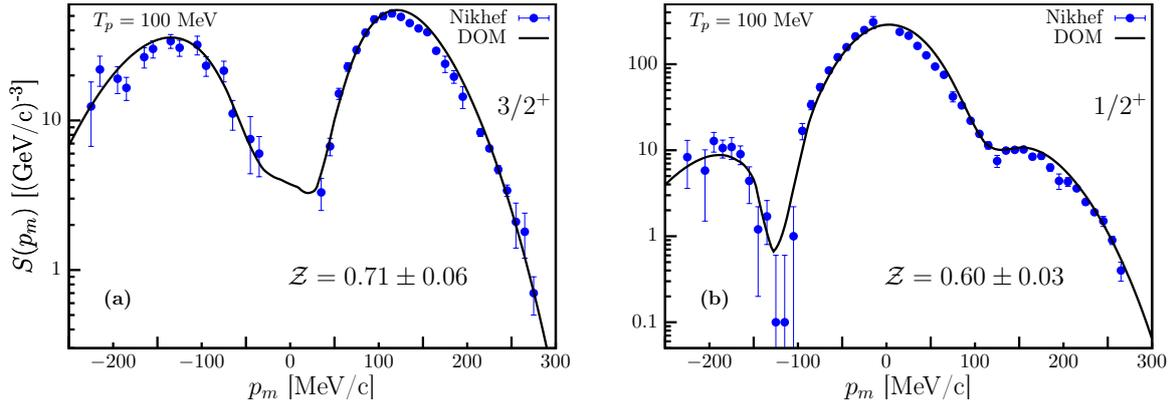 T_p = 100 MeV
Nikhef
DOM
3/2⁺
10
1
S(p_m) [(GeV/c)⁻³]
𝒵 = 0.71 ± 0.06
(a)
−200 −100 0 100 200 300
p_m [MeV/c]
T_p = 100 MeV
Nikhef
DOM
1/2⁺
100
10
1
0.1
𝒵 = 0.60 ± 0.03
(b)
−200 −100 0 100 200 300
p_m [MeV/c]